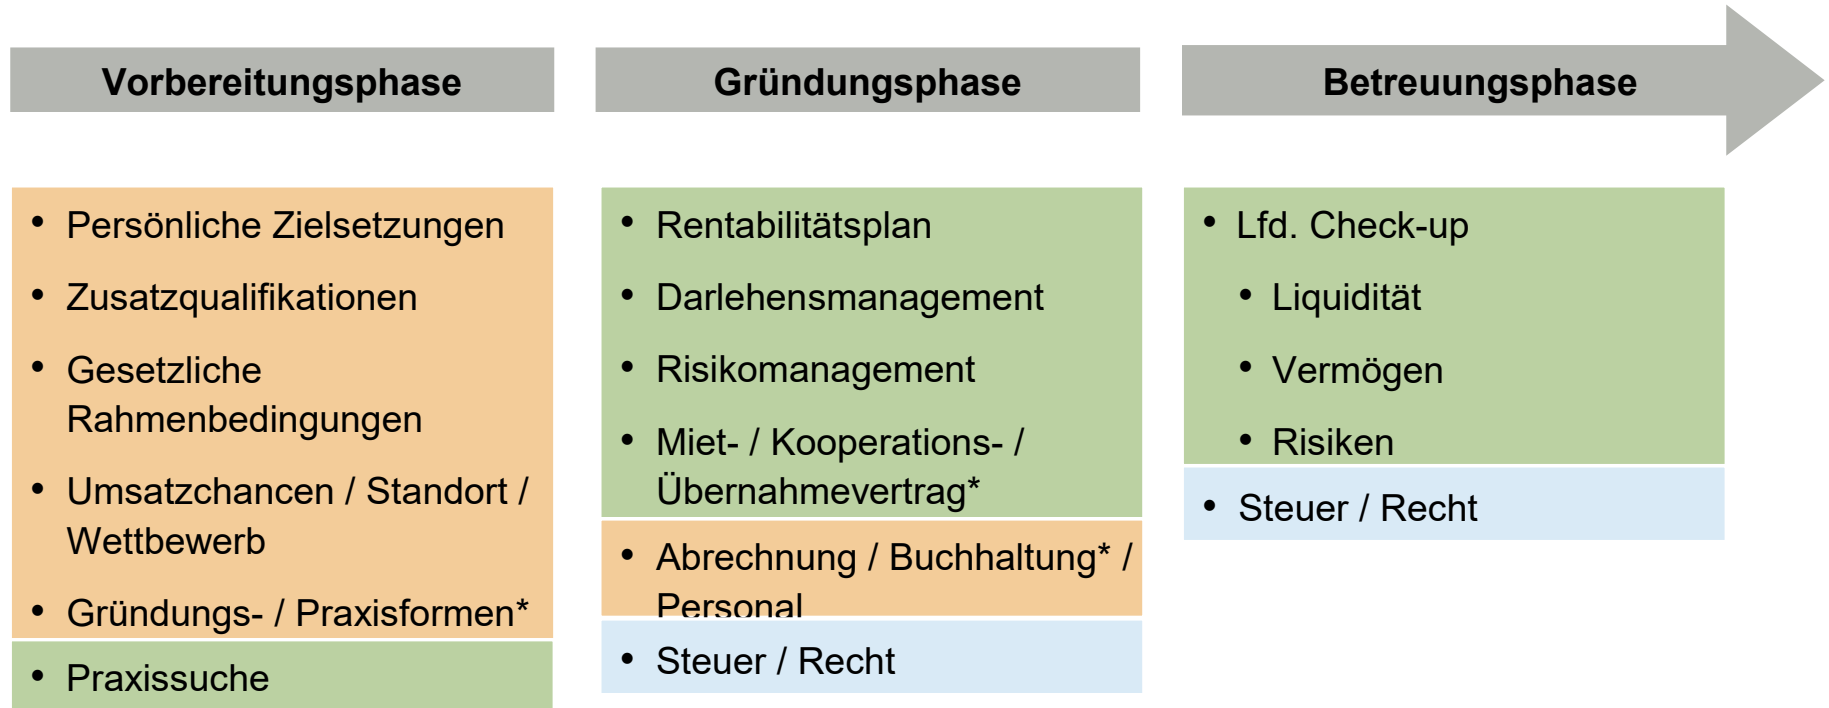 Vorbereitungsphase
Gründungsphase
Betreuungsphase
• Persönliche Zielsetzungen
• Zusatzqualifikationen
• Gesetzliche
Rahmenbedingungen
• Umsatzchancen / Standort /
Wettbewerb
• Gründungs- / Praxisformen*
• Praxissuche
• Rentabilitätsplan
• Darlehensmanagement
• Risikomanagement
• Miet- / Kooperations- /
Übernahmevertrag*
• Abrechnung / Buchhaltung* /
Personal
• Steuer / Recht
• Lfd. Check-up
• Liquidität
• Vermögen
• Risiken
• Steuer / Recht